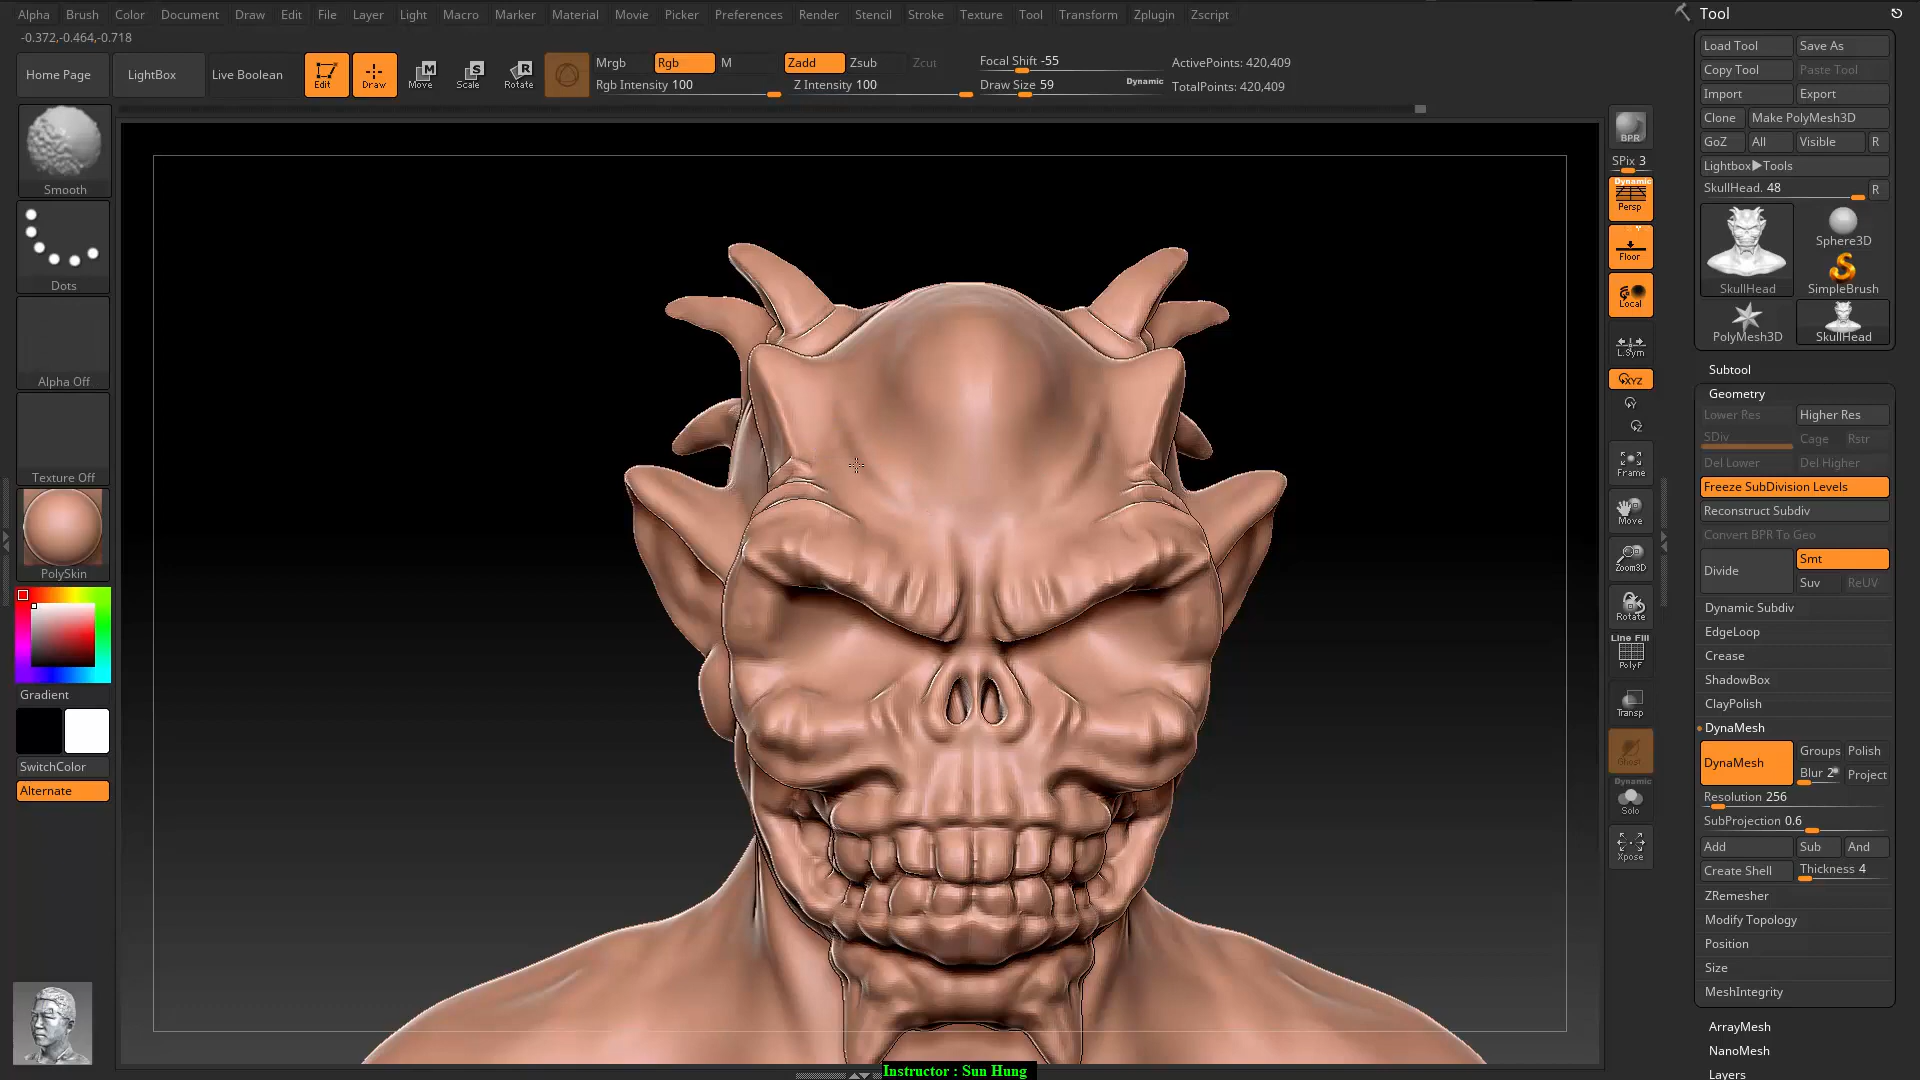 Alpha Brush Color Document Draw Edit File Layer Light Macro Marker Material Movie Picker Preferences Render Stencil Stroke Texture Tool Transform Zplugin Zscript
-0.372,-0.464,-0.718
Home Page
LightBox
Live Boolean
Edit
Draw
Move
Scale
Rotate
Mrgb
Rgb
M
Rgb Intensity 100
Zadd
Zsub
Zcut
Z Intensity 100
Focal Shift -55
Draw Size 59
Dynamic
ActivePoints: 420,409
TotalPoints: 420,409
Smooth
Dots
Alpha Off
Texture Off
PolySkin
Gradient
SwitchColor
Alternate
BPR
SPix 3
Dynamic
Persp
Floor
Local
L.Sym
XYZ
Frame
Move
Zoom3D
Rotate
Line Fill
PolyF
Transp
Ghost
Dynamic
Solo
Xpose
Tool
Load Tool
Save As
Copy Tool
Paste Tool
Import
Export
Clone
Make PolyMesh3D
GoZ
All
Visible
R
Lightbox▶Tools
SkullHead. 48
R
SkullHead
Sphere3D
SimpleBrush
PolyMesh3D
SkullHead
Subtool
Geometry
Lower Res
Higher Res
SDiv
Cage
Rstr
Del Lower
Del Higher
Freeze SubDivision Levels
Reconstruct Subdiv
Convert BPR To Geo
Divide
Smt
Suv
ReUV
Dynamic Subdiv
EdgeLoop
Crease
ShadowBox
ClayPolish
DynaMesh
DynaMesh
Groups
Polish
Blur 2
Project
Resolution 256
SubProjection 0.6
Add
Sub
And
Create Shell
Thickness 4
ZRemesher
Modify Topology
Position
Size
MeshIntegrity
ArrayMesh
NanoMesh
Layers
Instructor : Sun Hung